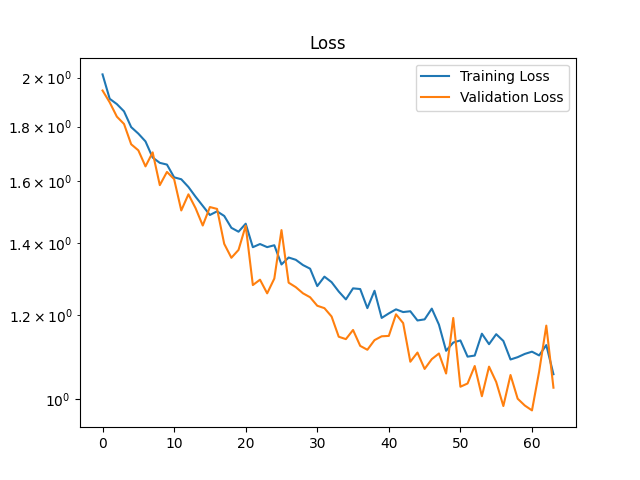 Loss
Training Loss
Validation Loss
2 × 10⁰
1.8 × 10⁰
1.6 × 10⁰
1.4 × 10⁰
1.2 × 10⁰
10⁰
0 10 20 30 40 50 60